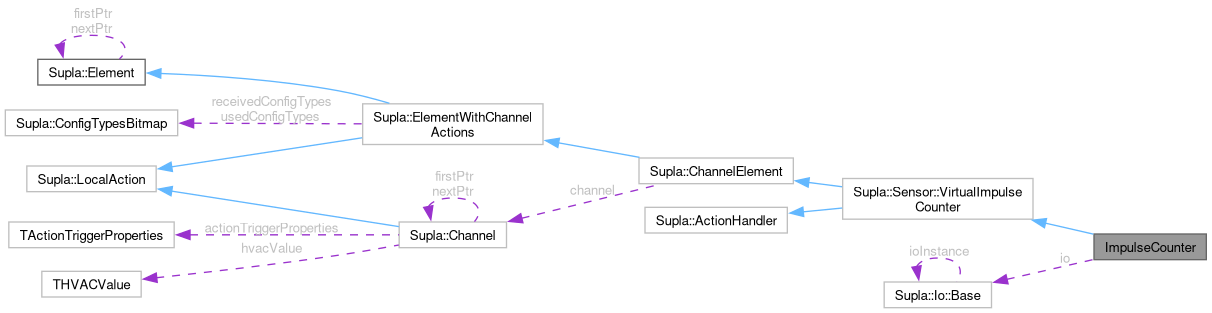 firstPtr
nextPtr
Supla::Element
receivedConfigTypes
usedConfigTypes
Supla::ConfigTypesBitmap
Supla::ElementWithChannel
Actions
Supla::LocalAction
firstPtr
nextPtr
channel
Supla::ChannelElement
Supla::Sensor::VirtualImpulse
Counter
Supla::ActionHandler
TActionTriggerProperties
actionTriggerProperties
Supla::Channel
hvacValue
THVACValue
ioInstance
io
ImpulseCounter
Supla::Io::Base